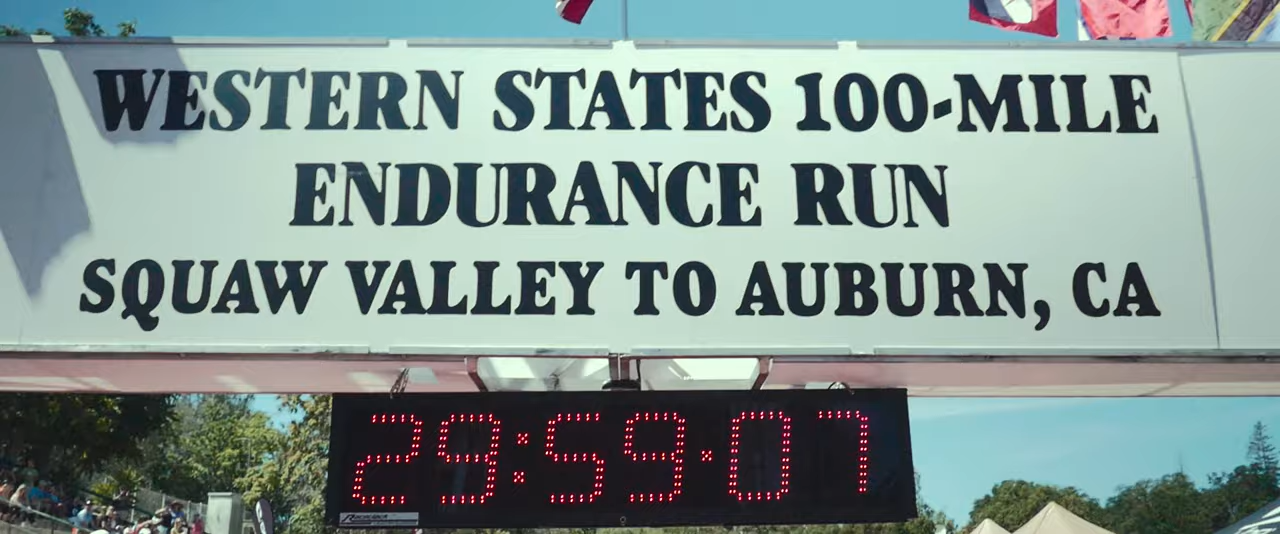 WESTERN STATES 100-MILE
ENDURANCE RUN
SQUAW VALLEY TO AUBURN, CA
29:59:07